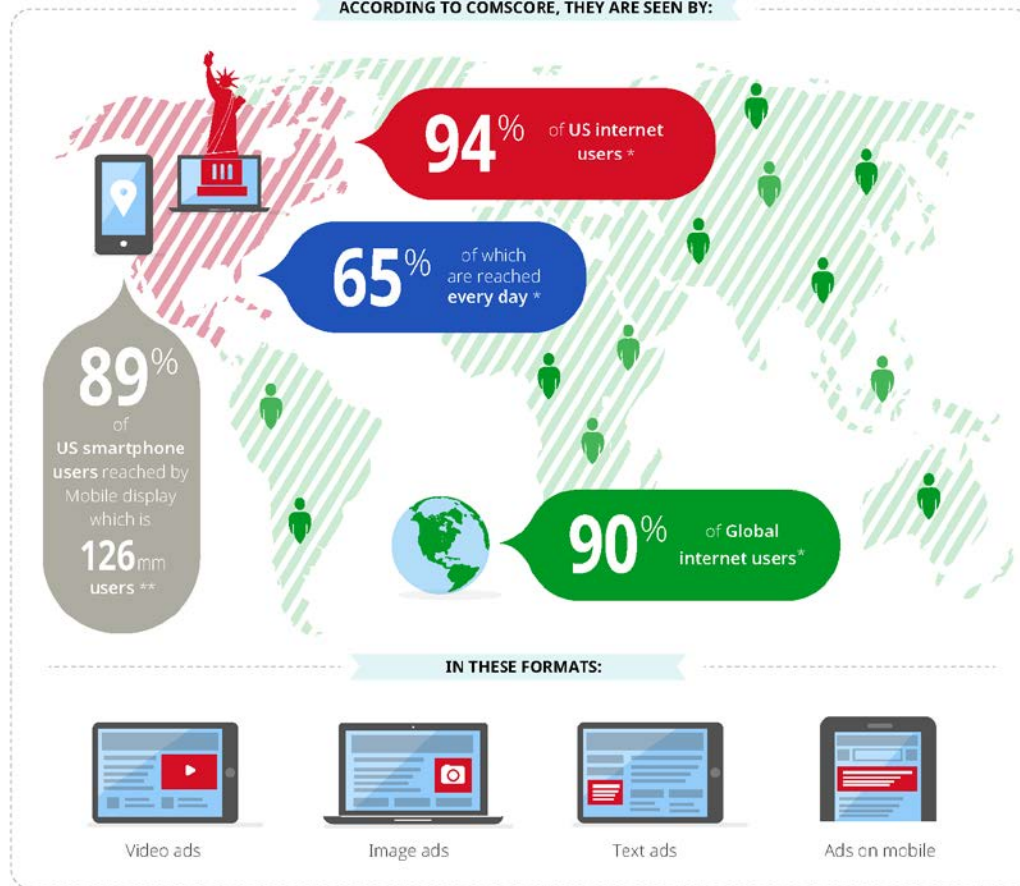 ACCORDING TO COMSCORE, THEY ARE SEEN BY:
94% of US internet
users *
65% of which
are reached
every day *
89%
of
US smartphone
users reached by
Mobile display
which is
126mm
users **
90% of Global
internet users*
IN THESE FORMATS:
Video ads
Image ads
Text ads
Ads on mobile